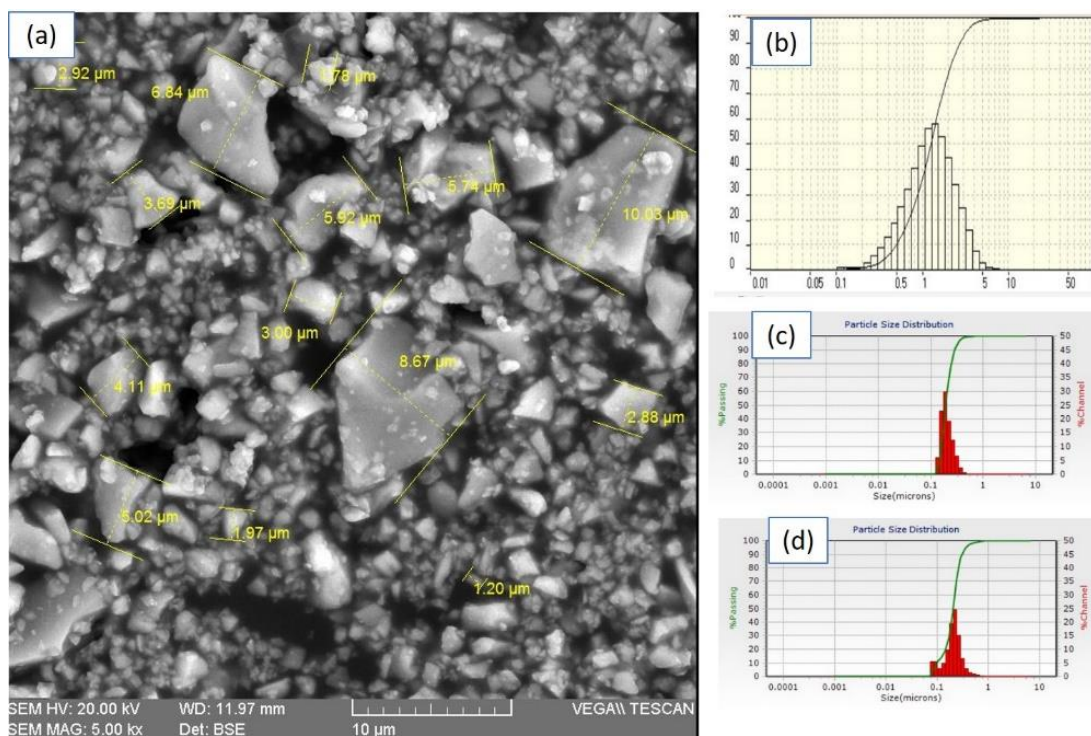 (a)
2.92 µm
6.84 µm
1.78 µm
3.69 µm
5.92 µm
5.74 µm
10.03 µm
3.00 µm
8.67 µm
4.11 µm
2.88 µm
5.02 µm
1.97 µm
1.20 µm
SEM HV: 20.00 kV WD: 11.97 mm VEGA\\ TESCAN
SEM MAG: 5.00 kx Det: BSE 10 µm
(b)
90
80
70
60
50
40
30
20
10
0
0.01 0.05 0.1 0.5 1 5 10 50
(c)
Particle Size Distribution
100 90 80 70 60 50 40 30 20 10 0
%Passing
50 45 40 35 30 25 20 15 10 5 0
%Channel
0.0001 0.001 0.01 0.1 1 10
Size(microns)
(d)
Particle Size Distribution
100 90 80 70 60 50 40 30 20 10 0
%Passing
50 45 40 35 30 25 20 15 10 5 0
%Channel
0.0001 0.001 0.01 0.1 1 10
Size(microns)